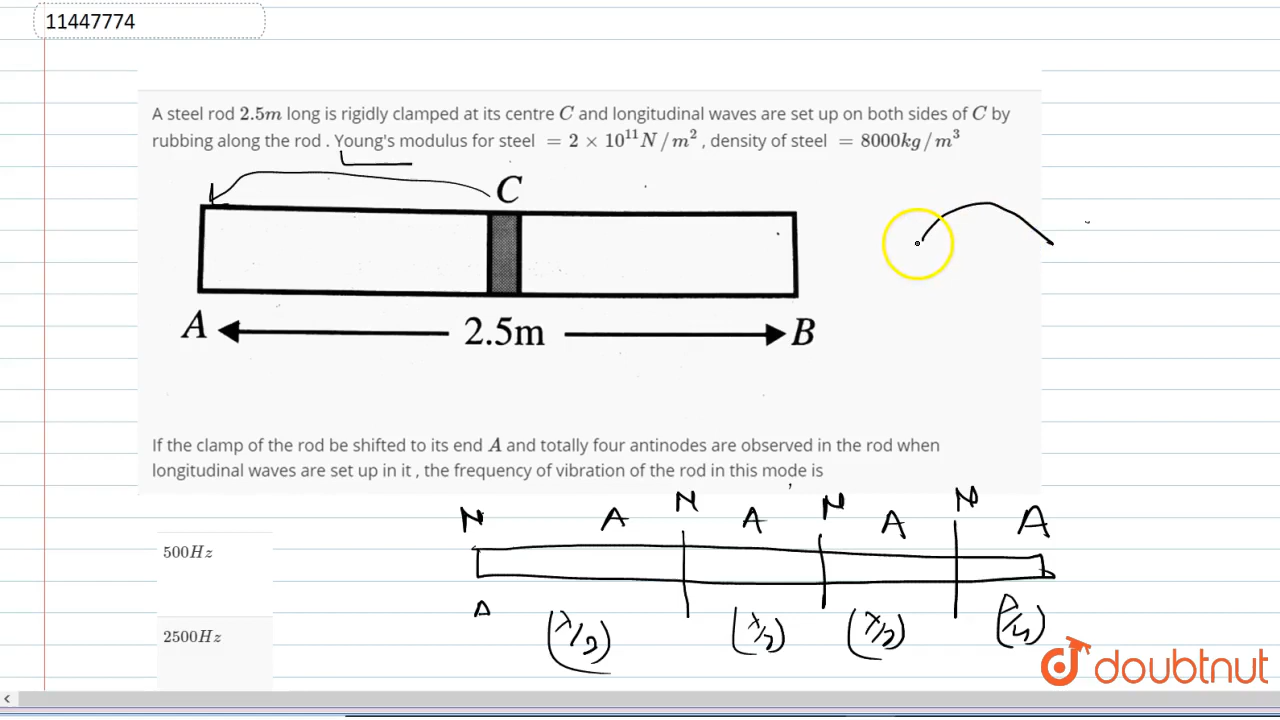 11447774
A steel rod 2.5m long is rigidly clamped at its centre C and longitudinal waves are set up on both sides of C by
rubbing along the rod . Young's modulus for steel = 2 × 10¹¹N/m² , density of steel = 8000kg/m³
C
A 2.5m B
If the clamp of the rod be shifted to its end A and totally four antinodes are observed in the rod when
longitudinal waves are set up in it , the frequency of vibration of the rod in this mode is
N A N A N A N A
500Hz
A (λ/2) (λ/2) (λ/2) (λ/4)
2500Hz
doubtnut